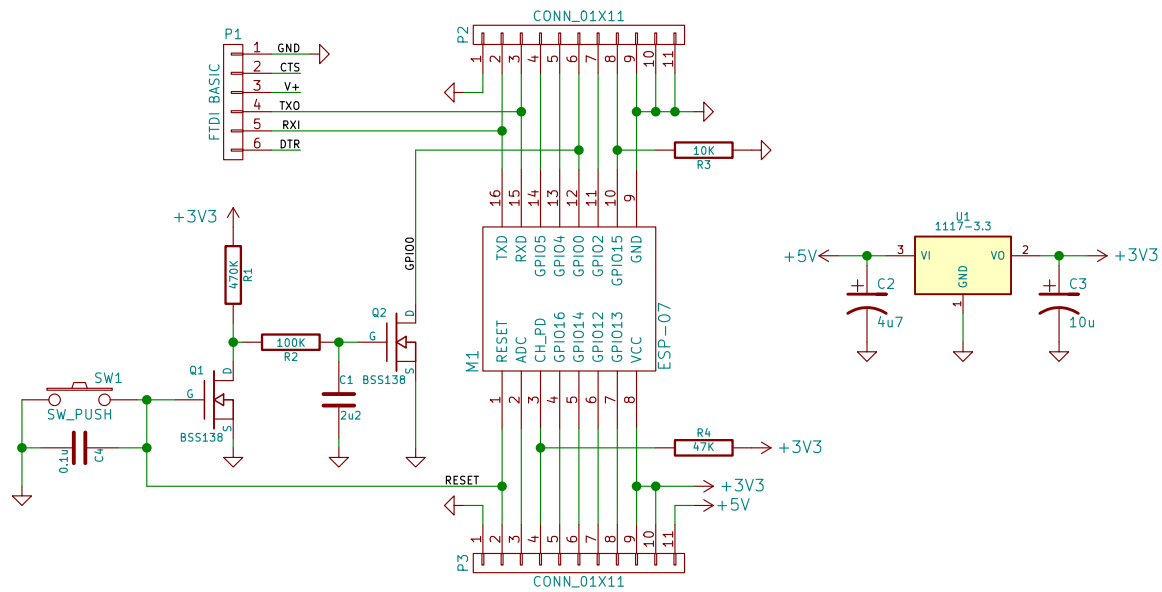 CONN_01X11
P2
1 2 3 4 5 6 7 8 9 10 11
P1
FTDI BASIC
1 GND
2 CTS
3 V+
4 TXO
5 RXI
6 DTR
10K
R3
16 15 14 13 12 11 10 9
TXD RXD GPIO5 GPIO4 GPIO0 GPIO2 GPIO15 GND
M1
ESP-07
RESET ADC CH_PD GPIO16 GPIO14 GPIO12 GPIO13 VCC
1 2 3 4 5 6 7 8
+3V3
470K
R1
GPIO0
Q2
D
G
S
BSS138
100K
R2
C1
2u2
Q1
D
G
S
BSS138
SW1
SW_PUSH
0.1u
C4
RESET
R4
47K
+3V3
+3V3
+5V
1 2 3 4 5 6 7 8 9 10 11
P3
CONN_01X11
U1
1117-3.3
+5V
3
VI
VO
2
+3V3
GND
1
C2
4u7
C3
10u